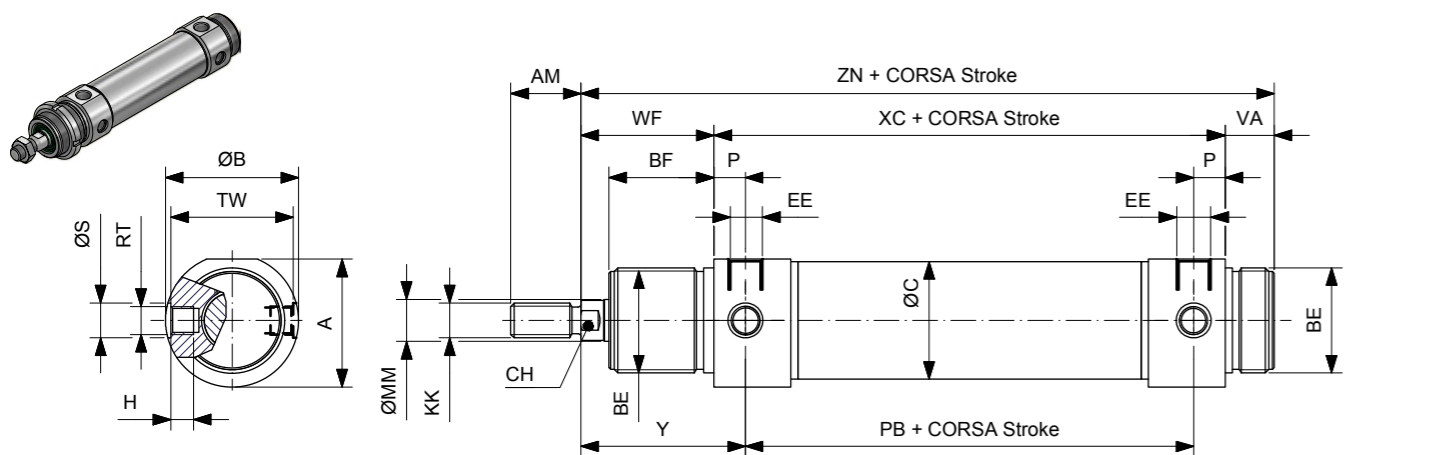 AM
ZN + CORSA Stroke
WF
XC + CORSA Stroke
VA
BF
P
P
EE
EE
ØB
TW
ØS
RT
A
H
ØMM
KK
CH
BE
ØC
BE
Y
PB + CORSA Stroke